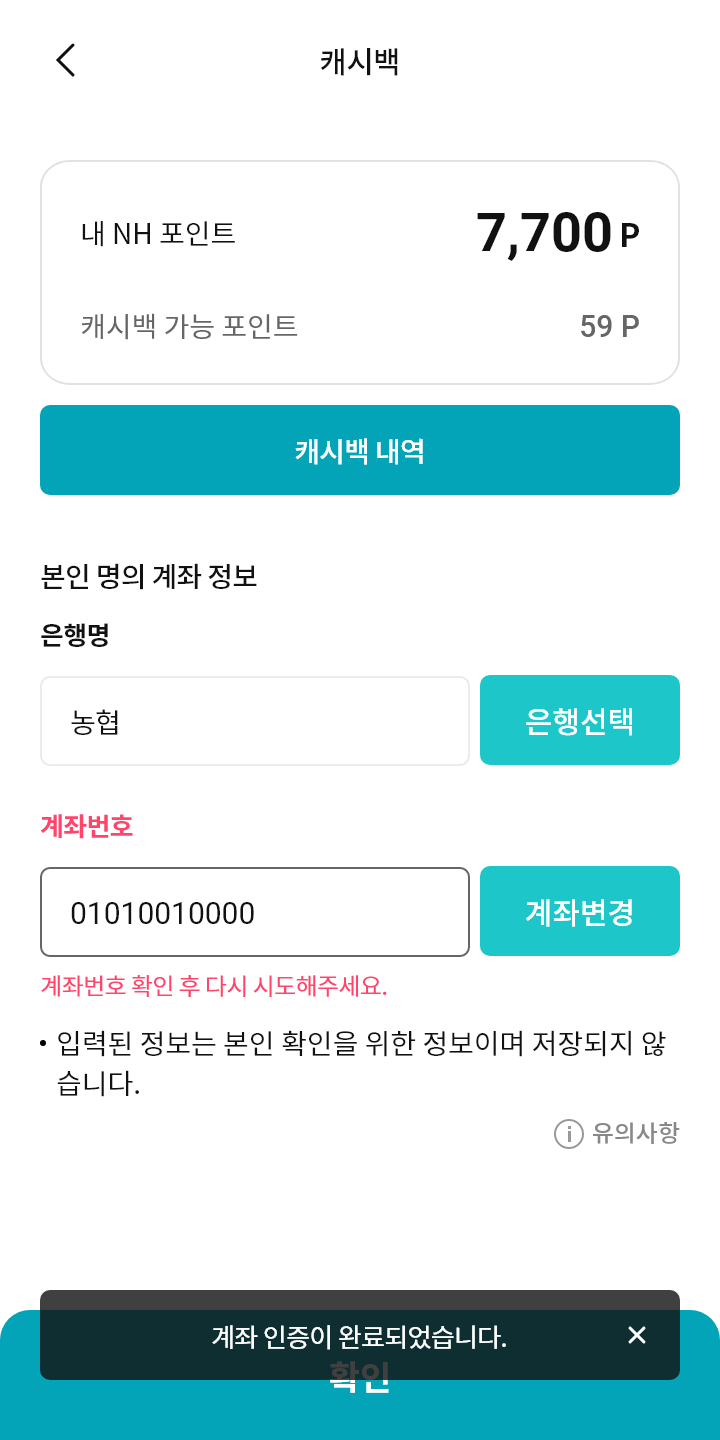 캐시백
내 NH 포인트 7,700 P
캐시백 가능 포인트 59 P
캐시백 내역
본인 명의 계좌 정보
은행명
농협 은행선택
계좌번호
01010010000 계좌변경
계좌번호 확인 후 다시 시도해주세요.
• 입력된 정보는 본인 확인을 위한 정보이며 저장되지 않
습니다.
유의사항
계좌 인증이 완료되었습니다.
확인